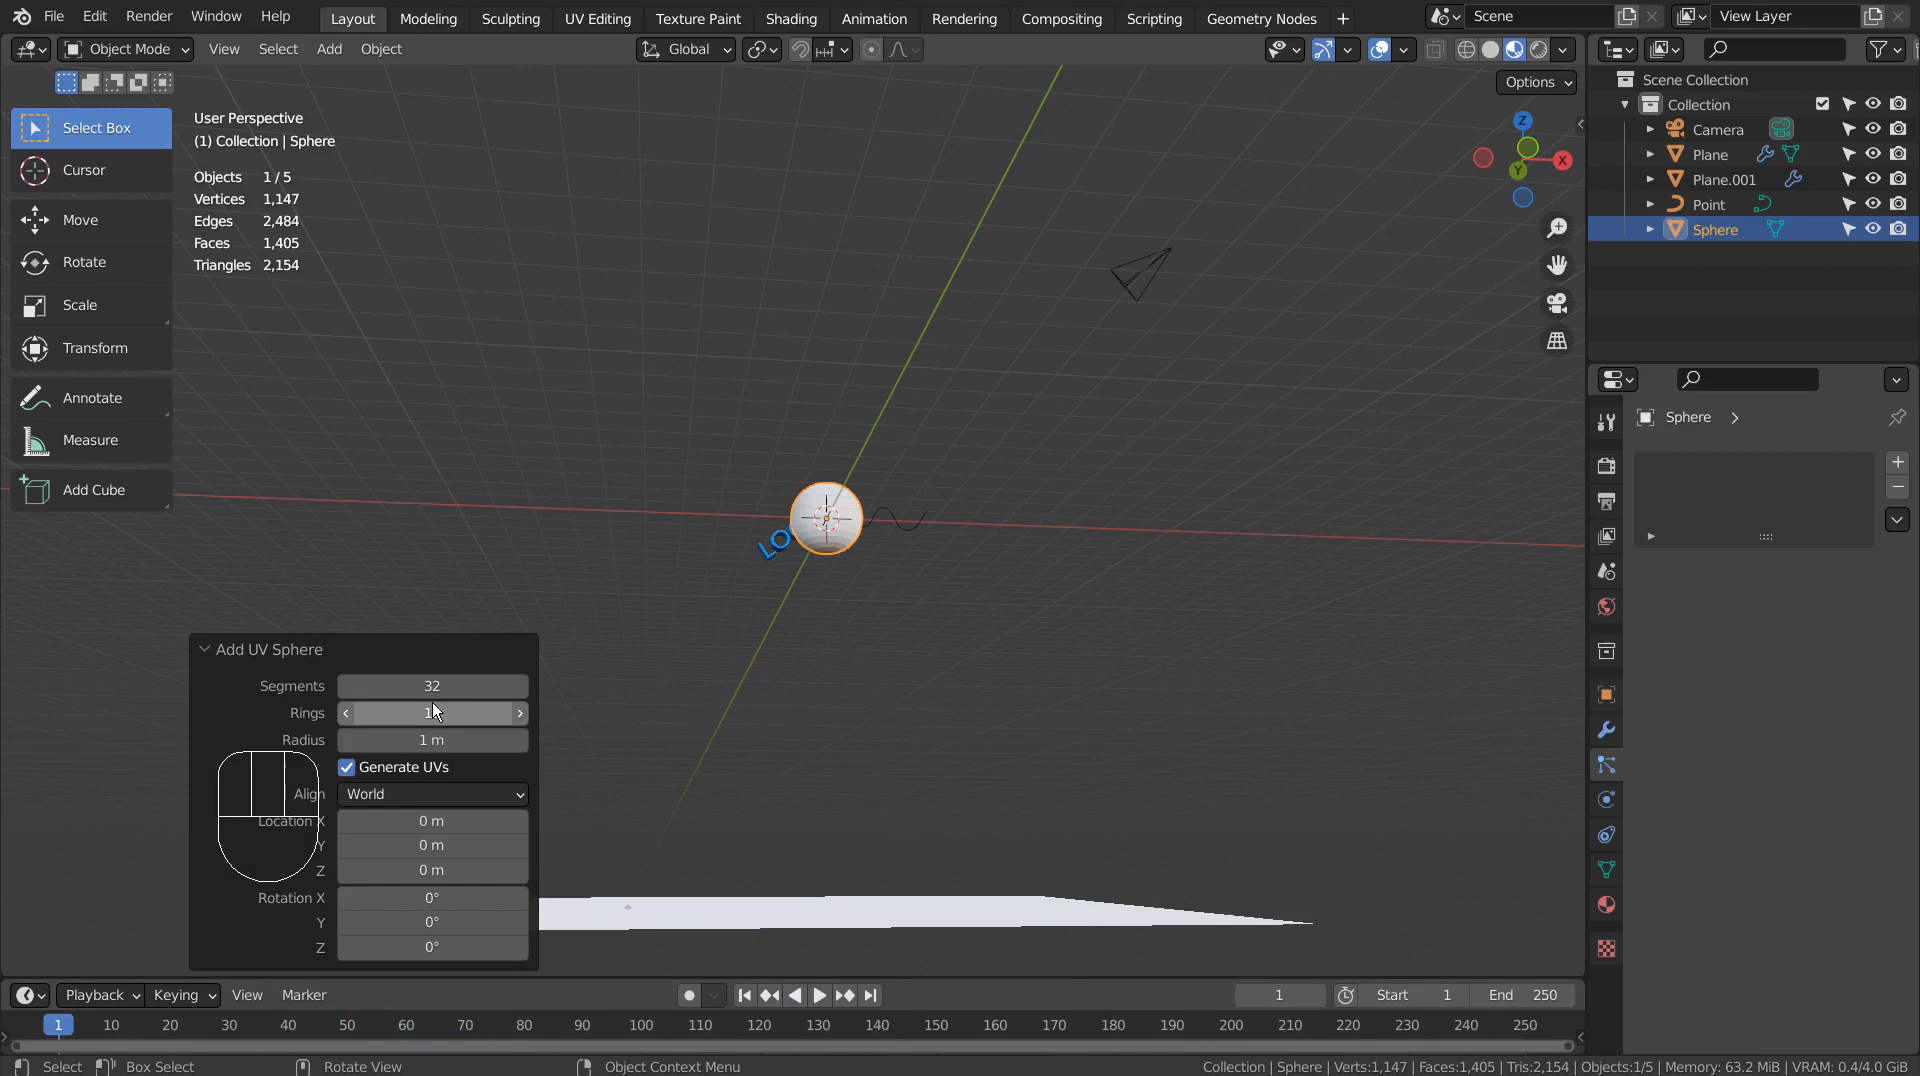 File Edit Render Window Help Layout Modeling Sculpting UV Editing Texture Paint Shading Animation Rendering Compositing Scripting Geometry Nodes + Scene View Layer
Object Mode View Select Add Object Global
Options
Select Box
Cursor
Move
Rotate
Scale
Transform
Annotate
Measure
Add Cube
User Perspective
(1) Collection | Sphere
Objects 1 / 5
Vertices 1,147
Edges 2,484
Faces 1,405
Triangles 2,154
Z
X
Y
LO
Add UV Sphere
Segments 32
Rings
Radius 1 m
Generate UVs
Align World
Location X 0 m
Y 0 m
Z 0 m
Rotation X 0°
Y 0°
Z 0°
Scene Collection
Collection
Camera
Plane
Plane.001
Point
Sphere
Sphere
Playback Keying View Marker 1 Start 1 End 250
1 10 20 30 40 50 60 70 80 90 100 110 120 130 140 150 160 170 180 190 200 210 220 230 240 250
Select Box Select Rotate View Object Context Menu Collection | Sphere | Verts:1,147 | Faces:1,405 | Tris:2,154 | Objects:1/5 | Memory: 63.2 MiB | VRAM: 0.4/4.0 GiB